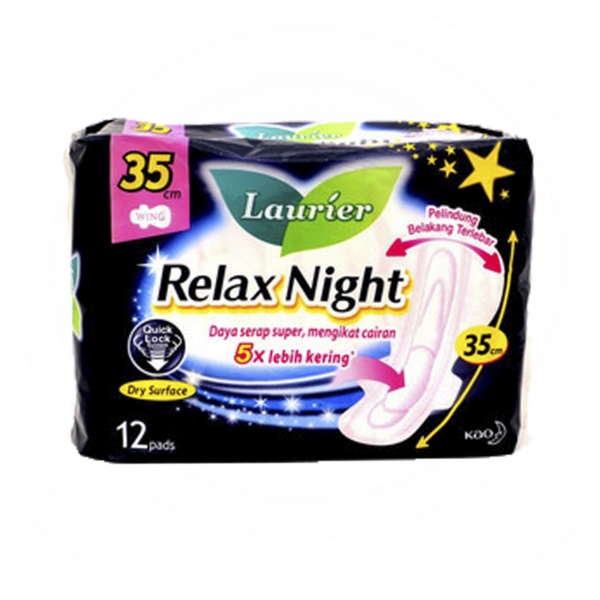 35
35
cm
WING
Laurier
Pelindung
Belakang Terlebar
Relax Night
Daya serap super, mengikat cairan
5x lebih kering*
Quick
Lock
35cm
Dry Surface
12 pads
Kao